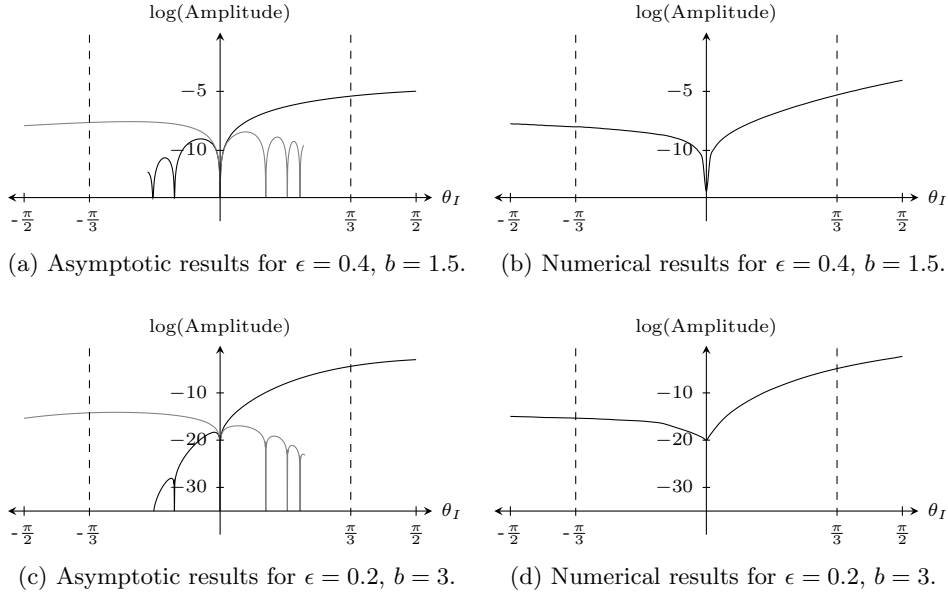 log(Amplitude)
−5
−10
θ_I
-π/2
-π/3
π/3
π/2
(a) Asymptotic results for ϵ = 0.4, b = 1.5.
log(Amplitude)
−5
−10
θ_I
-π/2
-π/3
π/3
π/2
(b) Numerical results for ϵ = 0.4, b = 1.5.
log(Amplitude)
−10
−20
−30
θ_I
-π/2
-π/3
π/3
π/2
(c) Asymptotic results for ϵ = 0.2, b = 3.
log(Amplitude)
−10
−20
−30
θ_I
-π/2
-π/3
π/3
π/2
(d) Numerical results for ϵ = 0.2, b = 3.